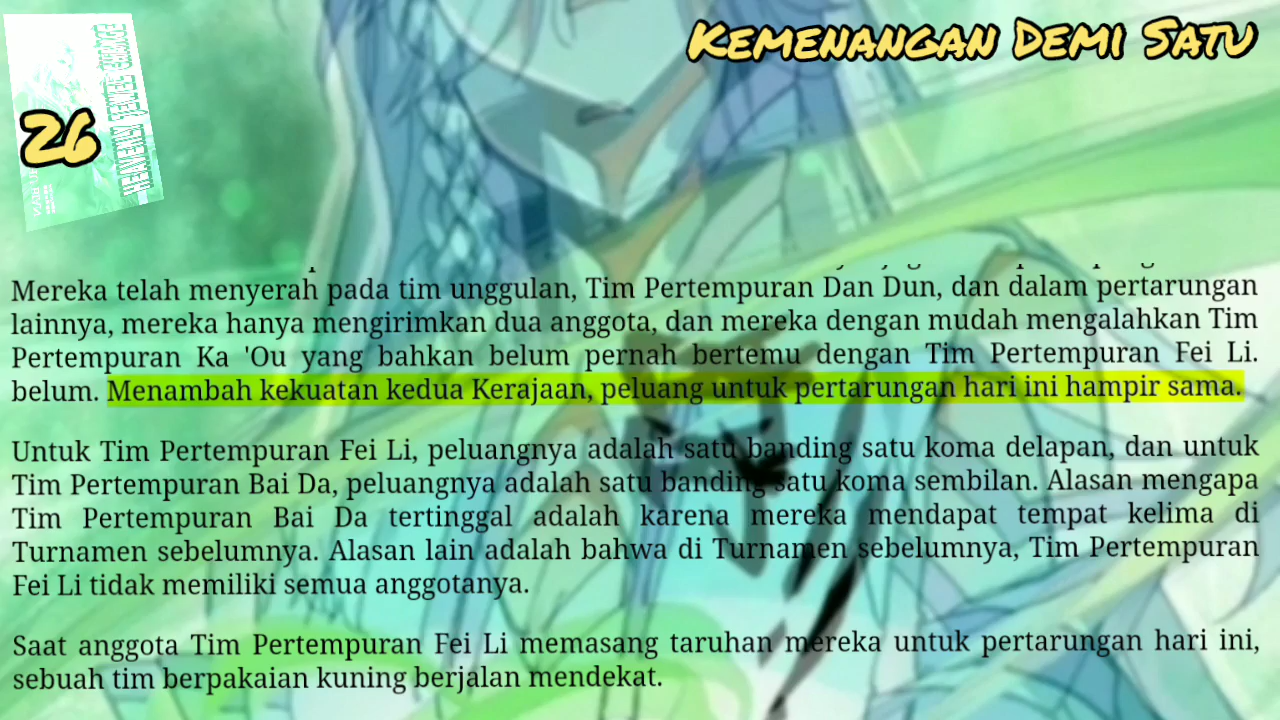 Kemenangan Demi Satu
26
HEAVENLY JEWEL CHANGE
Mereka telah menyerah pada tim unggulan, Tim Pertempuran Dan Dun, dan dalam pertarungan
lainnya, mereka hanya mengirimkan dua anggota, dan mereka dengan mudah mengalahkan Tim
Pertempuran Ka 'Ou yang bahkan belum pernah bertemu dengan Tim Pertempuran Fei Li.
belum. Menambah kekuatan kedua Kerajaan, peluang untuk pertarungan hari ini hampir sama.
Untuk Tim Pertempuran Fei Li, peluangnya adalah satu banding satu koma delapan, dan untuk
Tim Pertempuran Bai Da, peluangnya adalah satu banding satu koma sembilan. Alasan mengapa
Tim Pertempuran Bai Da tertinggal adalah karena mereka mendapat tempat kelima di
Turnamen sebelumnya. Alasan lain adalah bahwa di Turnamen sebelumnya, Tim Pertempuran
Fei Li tidak memiliki semua anggotanya.
Saat anggota Tim Pertempuran Fei Li memasang taruhan mereka untuk pertarungan hari ini,
sebuah tim berpakaian kuning berjalan mendekat.